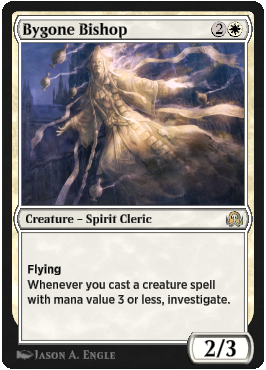 Bygone Bishop 2
Creature – Spirit Cleric
Flying
Whenever you cast a creature spell
with mana value 3 or less, investigate.
Jason A. Engle
2/3